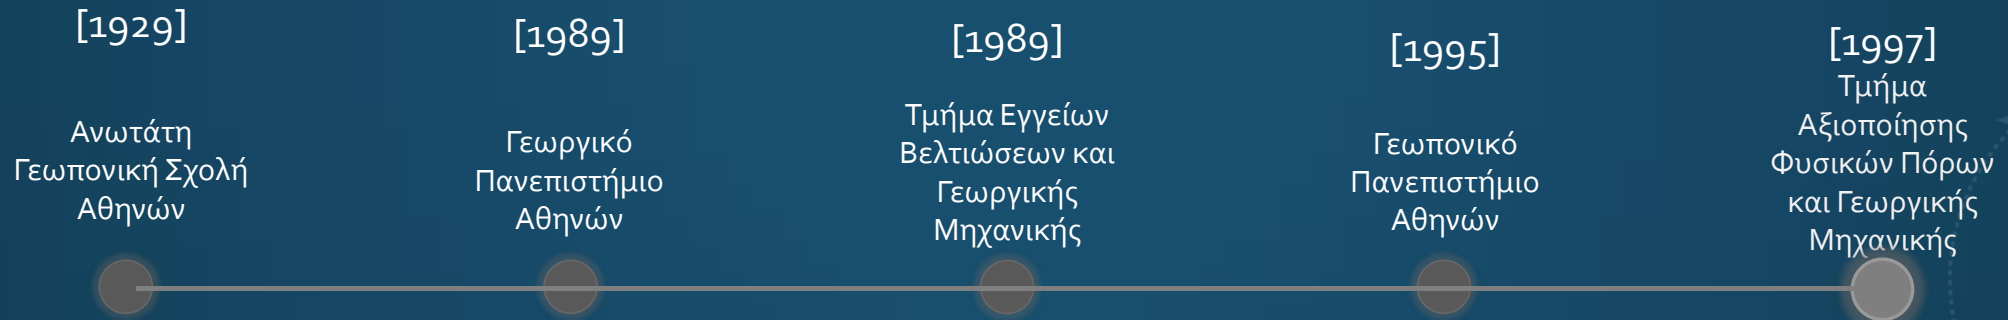 [1929]
Ανωτάτη
Γεωπονική Σχολή
Αθηνών
[1989]
Γεωργικό
Πανεπιστήμιο
Αθηνών
[1989]
Τμήμα Εγγείων
Βελτιώσεων και
Γεωργικής
Μηχανικής
[1995]
Γεωπονικό
Πανεπιστήμιο
Αθηνών
[1997]
Τμήμα
Αξιοποίησης
Φυσικών Πόρων
και Γεωργικής
Μηχανικής